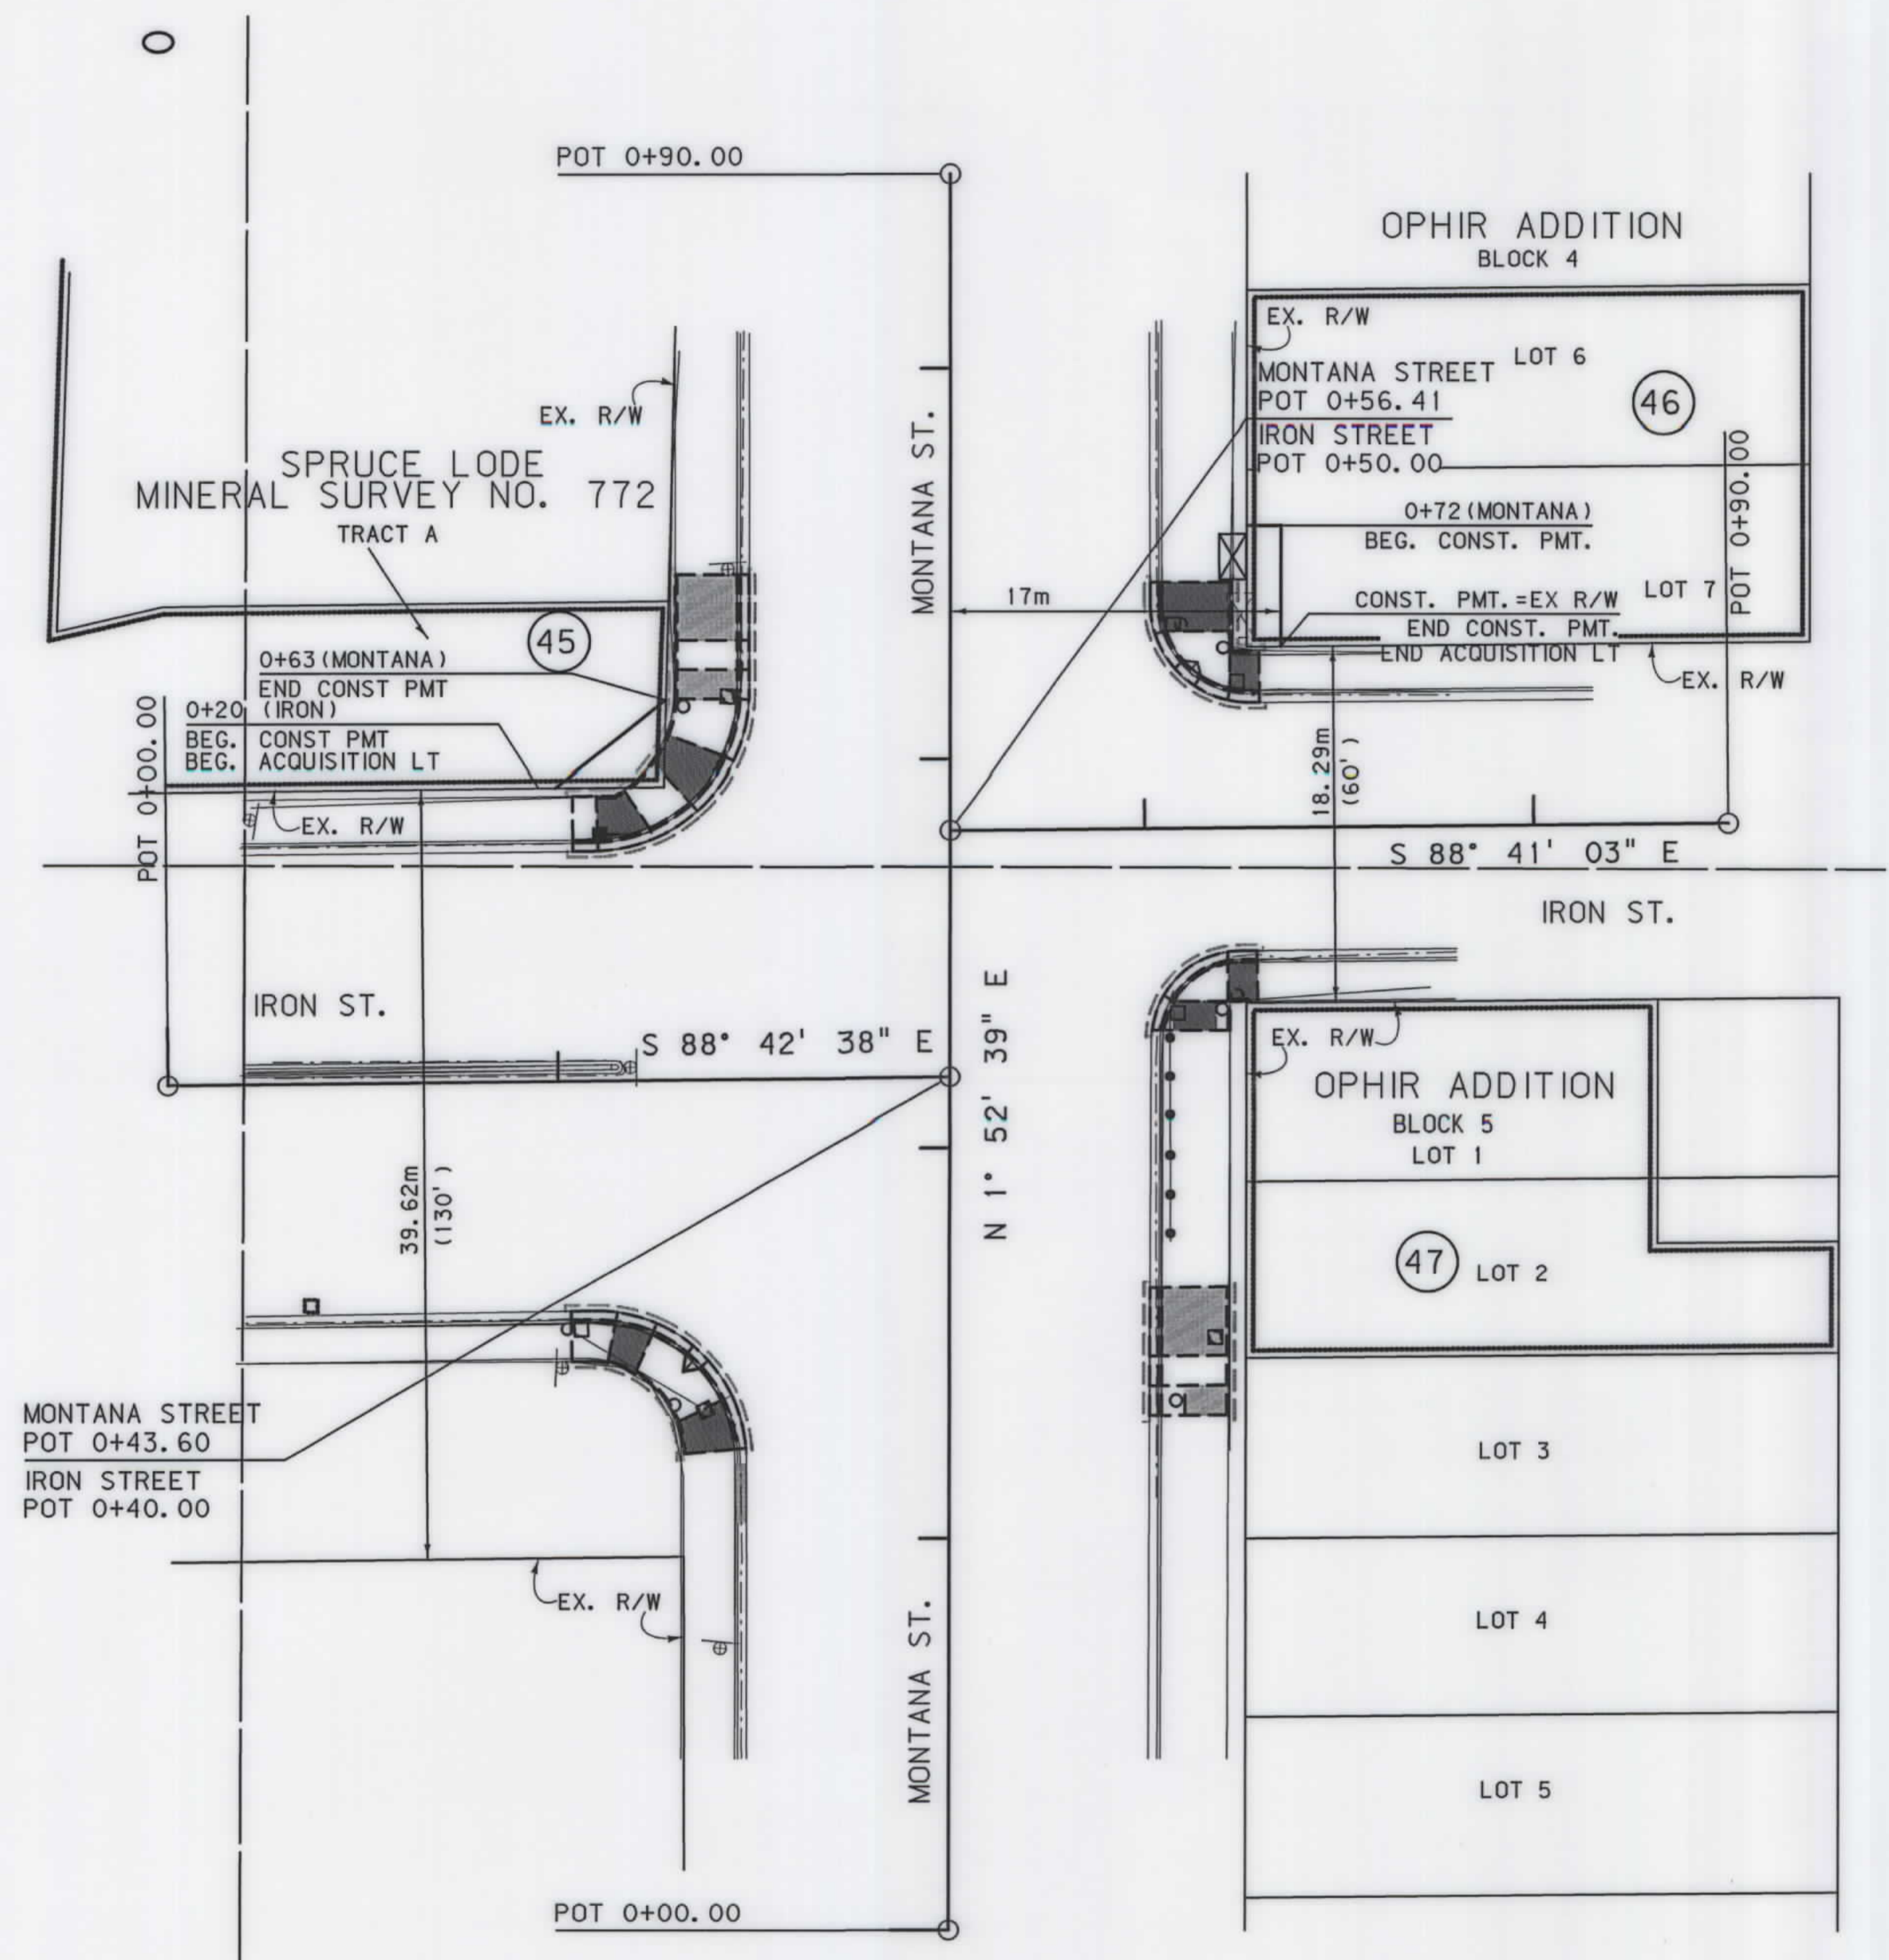 0
POT 0+90.00
OPHIR ADDITION
BLOCK 4
EX. R/W
LOT 6
MONTANA STREET
POT 0+56.41
IRON STREET
POT 0+50.00
46
POT 0+90.00
EX. R/W
MONTANA ST.
SPRUCE LODE
MINERAL SURVEY NO. 772
TRACT A
0+72 (MONTANA)
BEG. CONST. PMT.
17m
CONST. PMT. =EX R/W
LOT 7
END CONST. PMT.
END ACQUISITION LT
EX. R/W
45
0+63 (MONTANA)
END CONST PMT
0+20 (IRON)
BEG. CONST PMT
BEG. ACQUISITION LT
POT 0+00.00
EX. R/W
18.29m
(60')
S 88° 41' 03" E
IRON ST.
IRON ST.
S 88° 42' 38" E
N 1° 52' 39" E
EX. R/W
OPHIR ADDITION
BLOCK 5
LOT 1
39.62m
(130')
47
LOT 2
MONTANA STREET
POT 0+43.60
IRON STREET
POT 0+40.00
LOT 3
EX. R/W
LOT 4
MONTANA ST.
LOT 5
POT 0+00.00